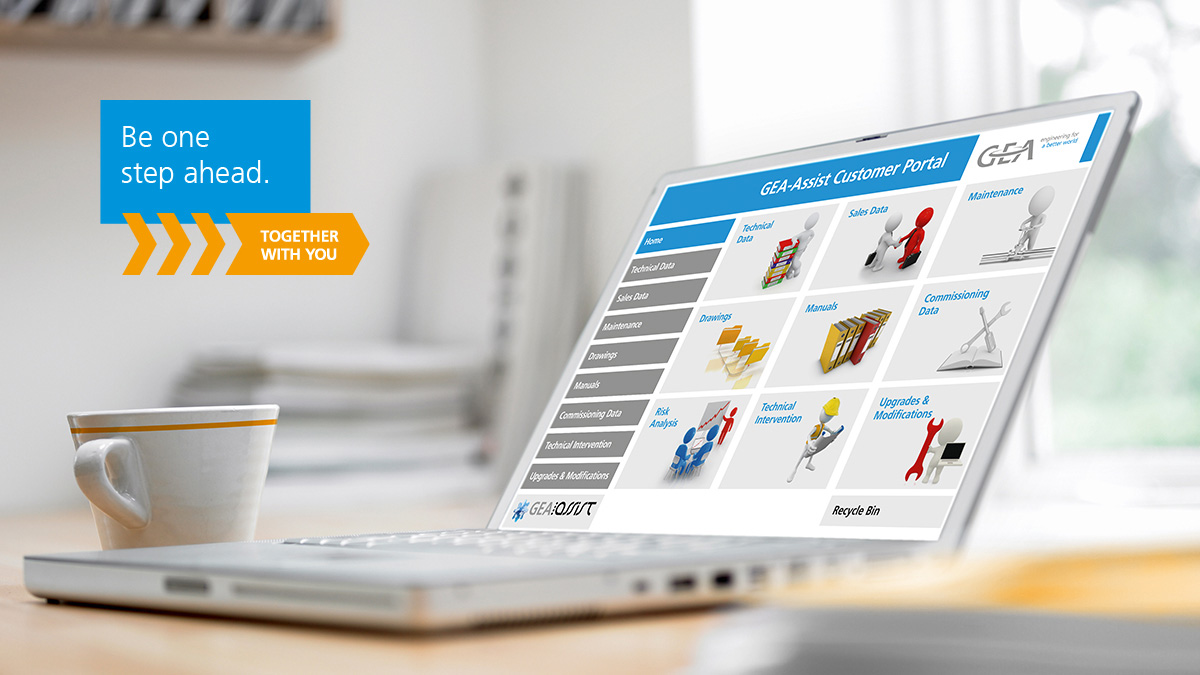 Be one
step ahead.
TOGETHER
WITH YOU
GEA-Assist Customer Portal
GEA
engineering for
a better world
Home
Technical Data
Sales Data
Maintenance
Drawings
Manuals
Commissioning Data
Technical Intervention
Upgrades & Modifications
Technical
Data
Sales Data
Maintenance
Drawings
Manuals
Commissioning
Data
Risk
Analysis
Technical
Intervention
Upgrades &
Modifications
GEA ASSIST
Recycle Bin